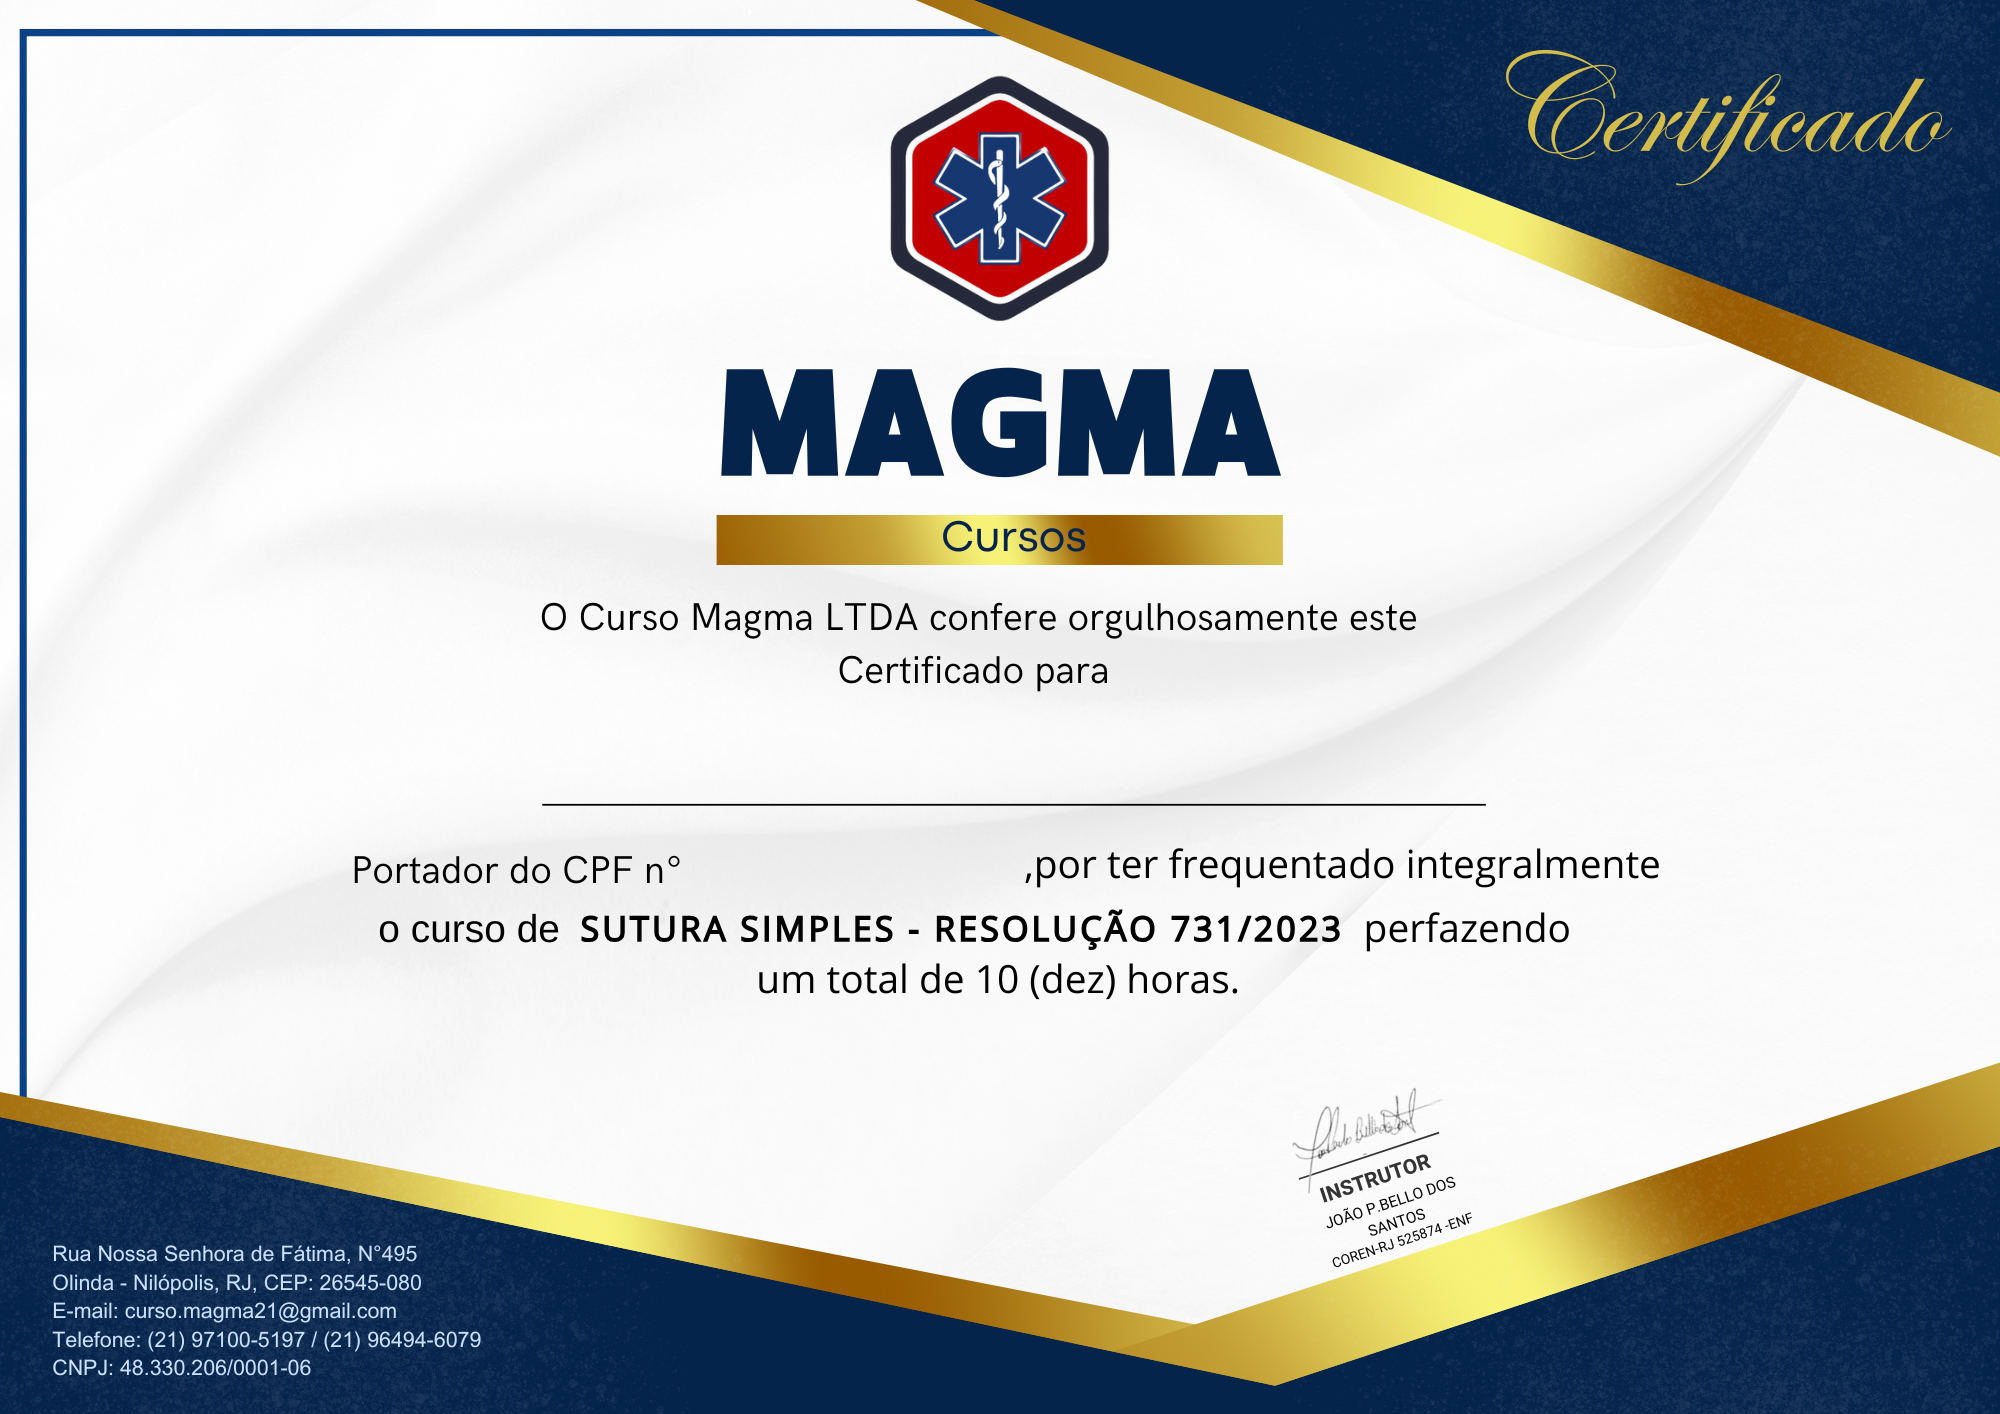 Certificado
MAGMA
Cursos
O Curso Magma LTDA confere orgulhosamente este
Certificado para
Portador do CPF n° ,por ter frequentado integralmente
o curso de SUTURA SIMPLES - RESOLUÇÃO 731/2023 perfazendo
um total de 10 (dez) horas.
INSTRUTOR
JOÃO P.BELLO DOS
SANTOS
COREN-RJ 525874 -ENF
Rua Nossa Senhora de Fátima, N°495
Olinda - Nilópolis, RJ, CEP: 26545-080
E-mail: curso.magma21@gmail.com
Telefone: (21) 97100-5197 / (21) 96494-6079
CNPJ: 48.330.206/0001-06